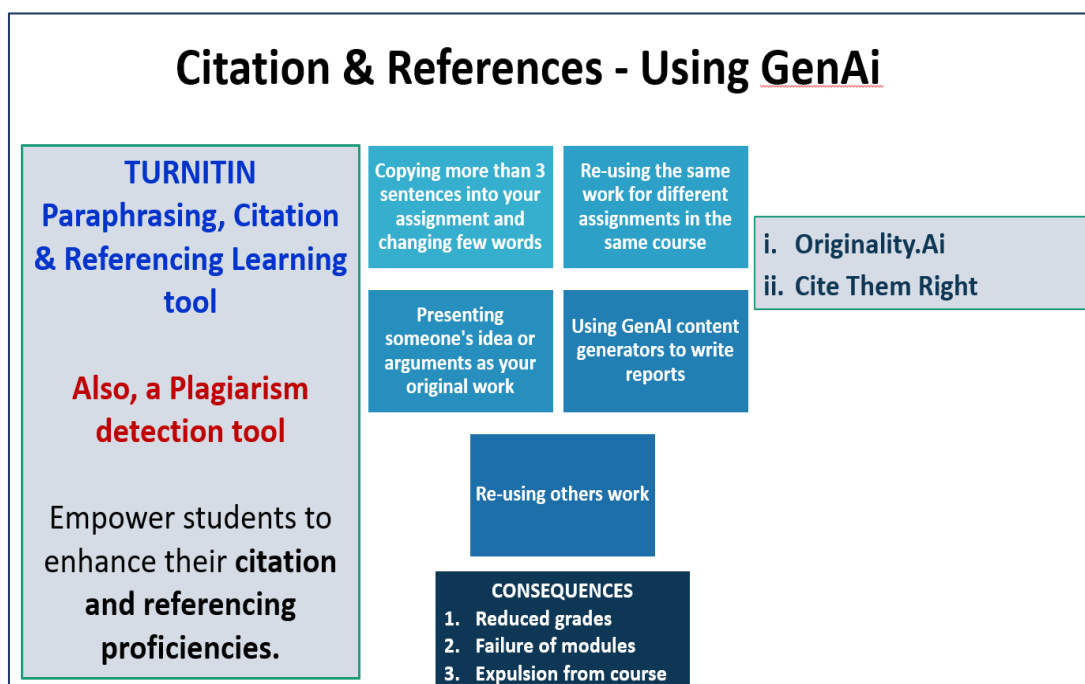 Citation & References - Using GenAi
TURNITIN
Paraphrasing, Citation
& Referencing Learning
tool
Also, a Plagiarism
detection tool
Empower students to
enhance their citation
and referencing
proficiencies.
Copying more than 3
sentences into your
assignment and
changing few words
Re-using the same
work for different
assignments in the
same course
Presenting
someone's idea or
arguments as your
original work
Using GenAI content
generators to write
reports
Re-using others work
CONSEQUENCES
1. Reduced grades
2. Failure of modules
3. Expulsion from course
i. Originality.Ai
ii. Cite Them Right